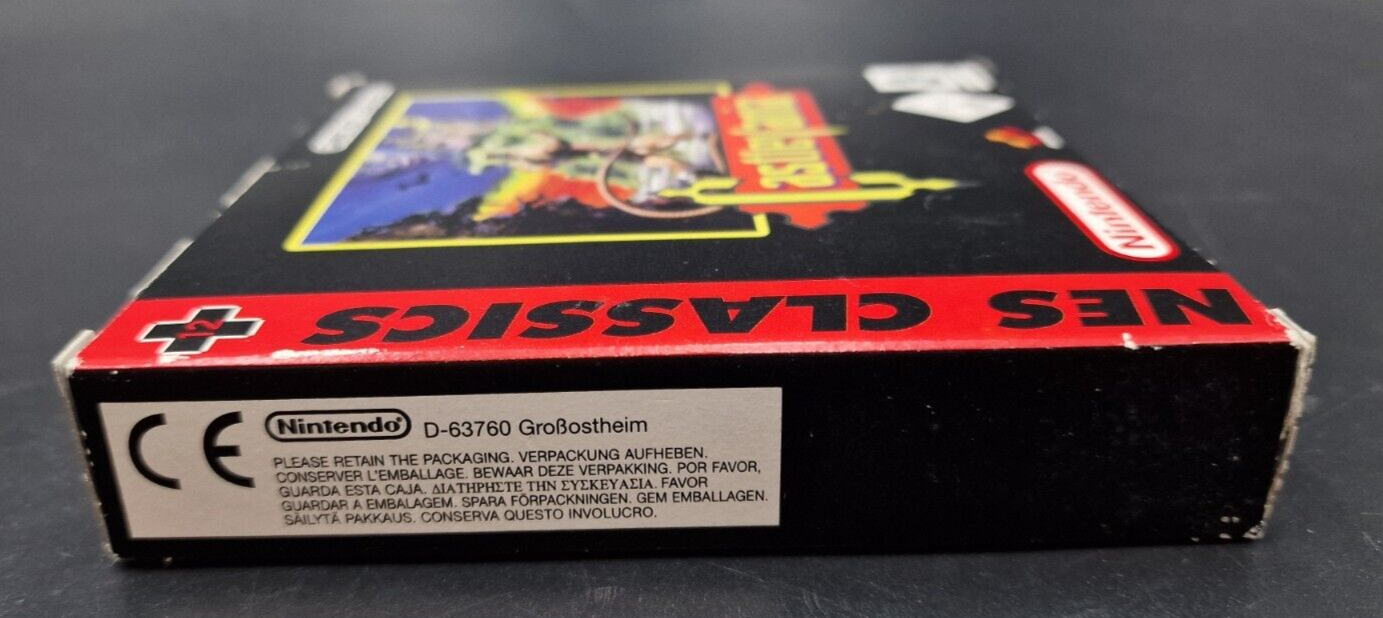 Castlevania
Nintendo
NES CLASSICS
12
CE
Nintendo® D-63760 Großostheim
PLEASE RETAIN THE PACKAGING. VERPACKUNG AUFHEBEN.
CONSERVER L'EMBALLAGE. BEWAAR DEZE VERPAKKING. POR FAVOR,
GUARDA ESTA CAJA. ΔΙΑΤΗΡΗΣΤΕ ΤΗΝ ΣΥΣΚΕΥΑΣΙΑ. FAVOR
GUARDAR A EMBALAGEM. SPARA FÖRPACKNINGEN. GEM EMBALLAGEN.
SÄILYTÄ PAKKAUS. CONSERVA QUESTO INVOLUCRO.